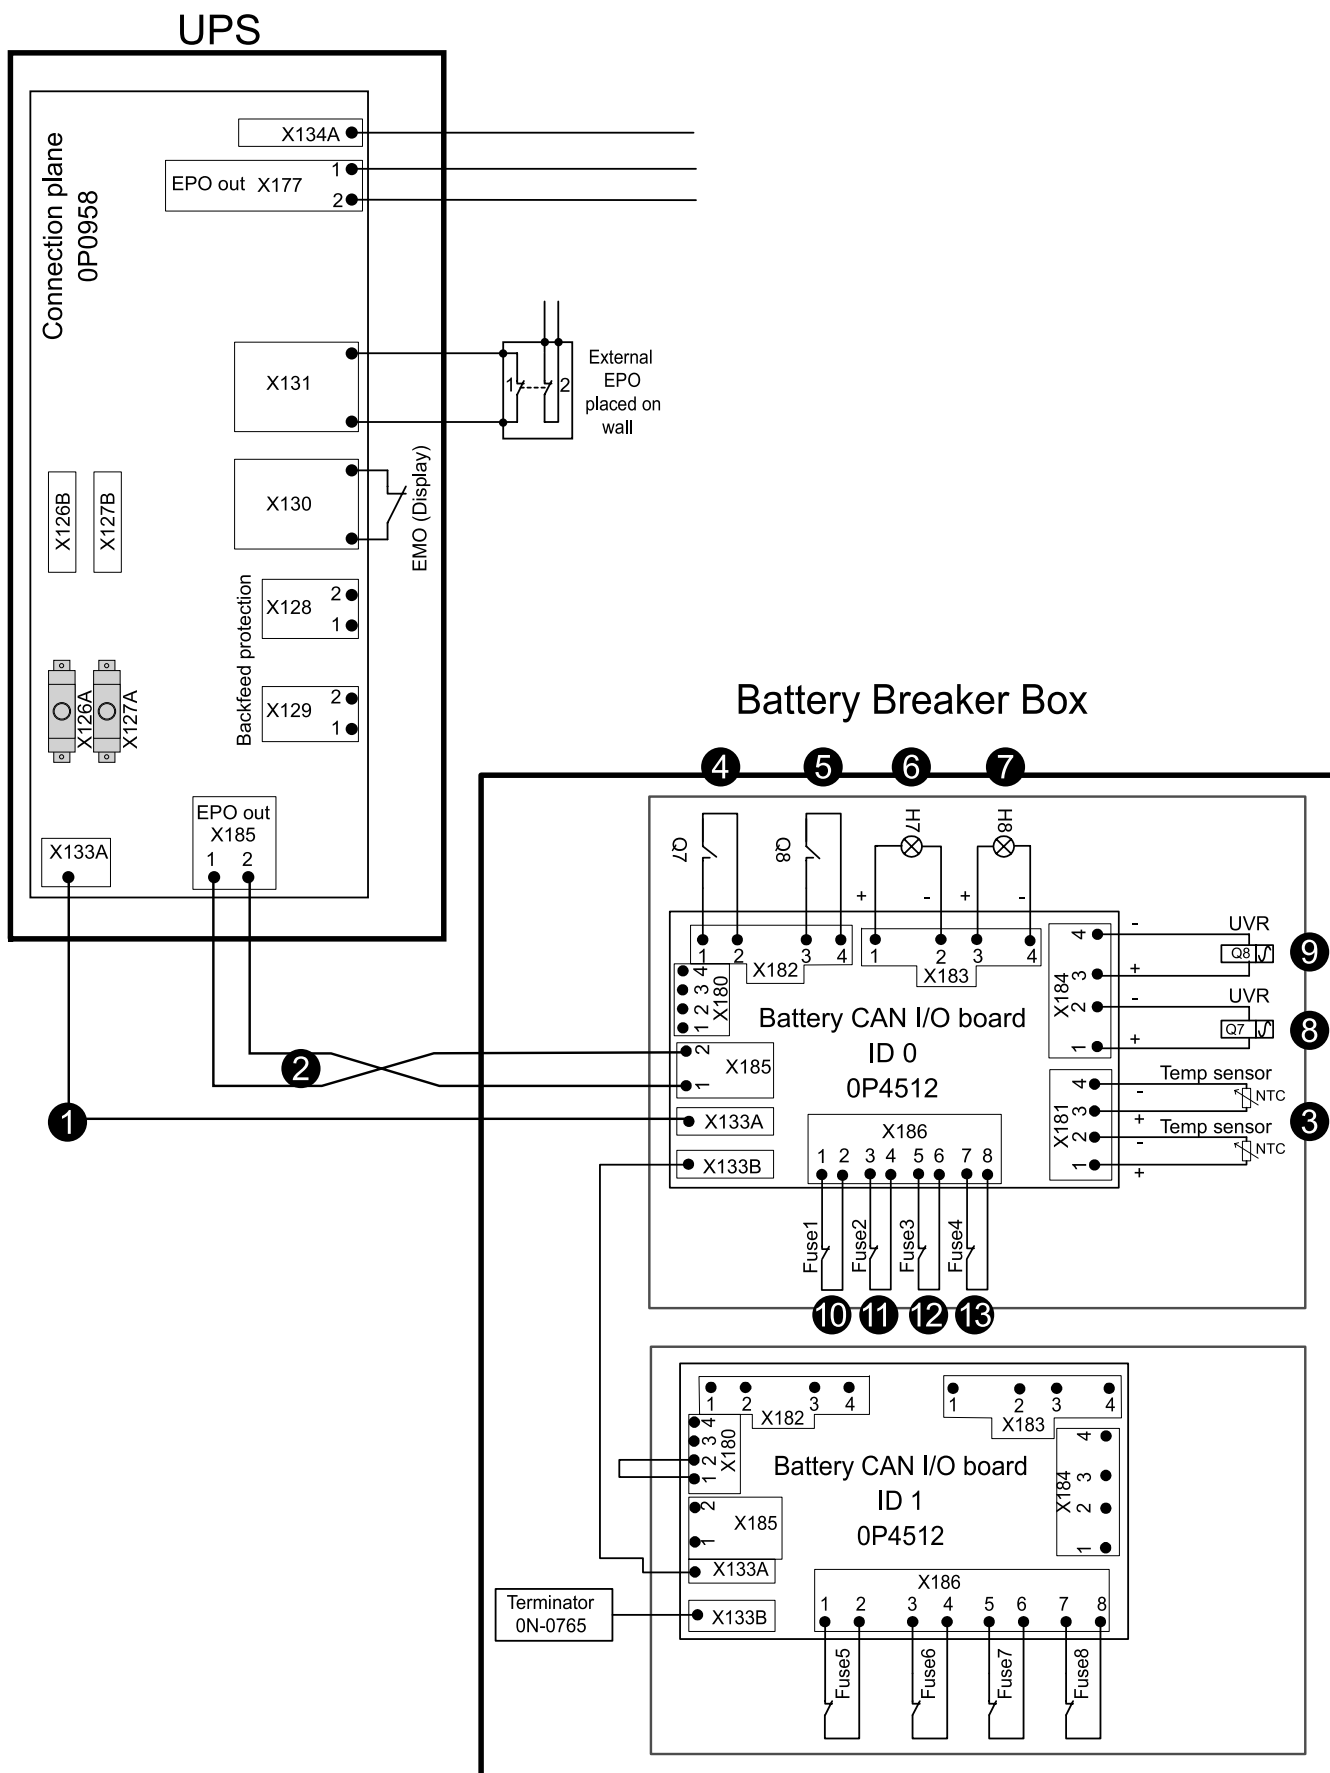 UPS
Connection plane
0P0958
X134A
EPO out X177
1
2
X131
1
2
External
EPO
placed on
wall
X130
EMO (Display)
X126B
X127B
Backfeed protection
X128
2
1
X129
2
1
X126A
X127A
X133A
EPO out
X185
1 2
Battery Breaker Box
4 5 6 7
Q7
Q8
H7
H8
+ - + -
1 2 3 4
X182
1 2 3 4
X183
1 2 3 4
X180
4
3
2
1
X184
- UVR
Q8
+
9
- UVR
Q7
+
8
Battery CAN I/O board
ID 0
0P4512
2
1
X185
2
1
X133A
X133B
4
3
2
1
X181
Temp sensor
-
NTC
+
3
Temp sensor
-
NTC
+
X186
1 2 3 4 5 6 7 8
Fuse1
Fuse2
Fuse3
Fuse4
10 11 12 13
1 2 3 4
X182
1 2 3 4
X183
1 2 3 4
X180
4
3
2
1
X184
Battery CAN I/O board
ID 1
0P4512
2
1
X185
X133A
X133B
Terminator
0N-0765
X186
1 2 3 4 5 6 7 8
Fuse5
Fuse6
Fuse7
Fuse8